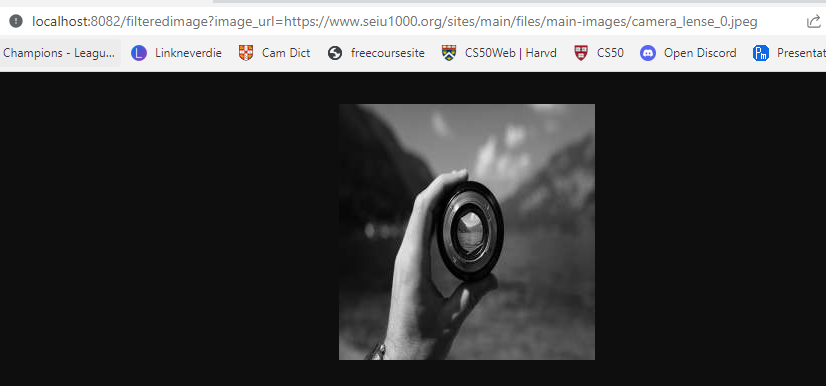 localhost:8082/filteredimage?image_url=https://www.seiu1000.org/sites/main/files/main-images/camera_lense_0.jpeg
Champions - Leagu... L Linkneverdie Cam Dict freecoursesite CS50Web | Harvd CS50 Open Discord Pm Presentat